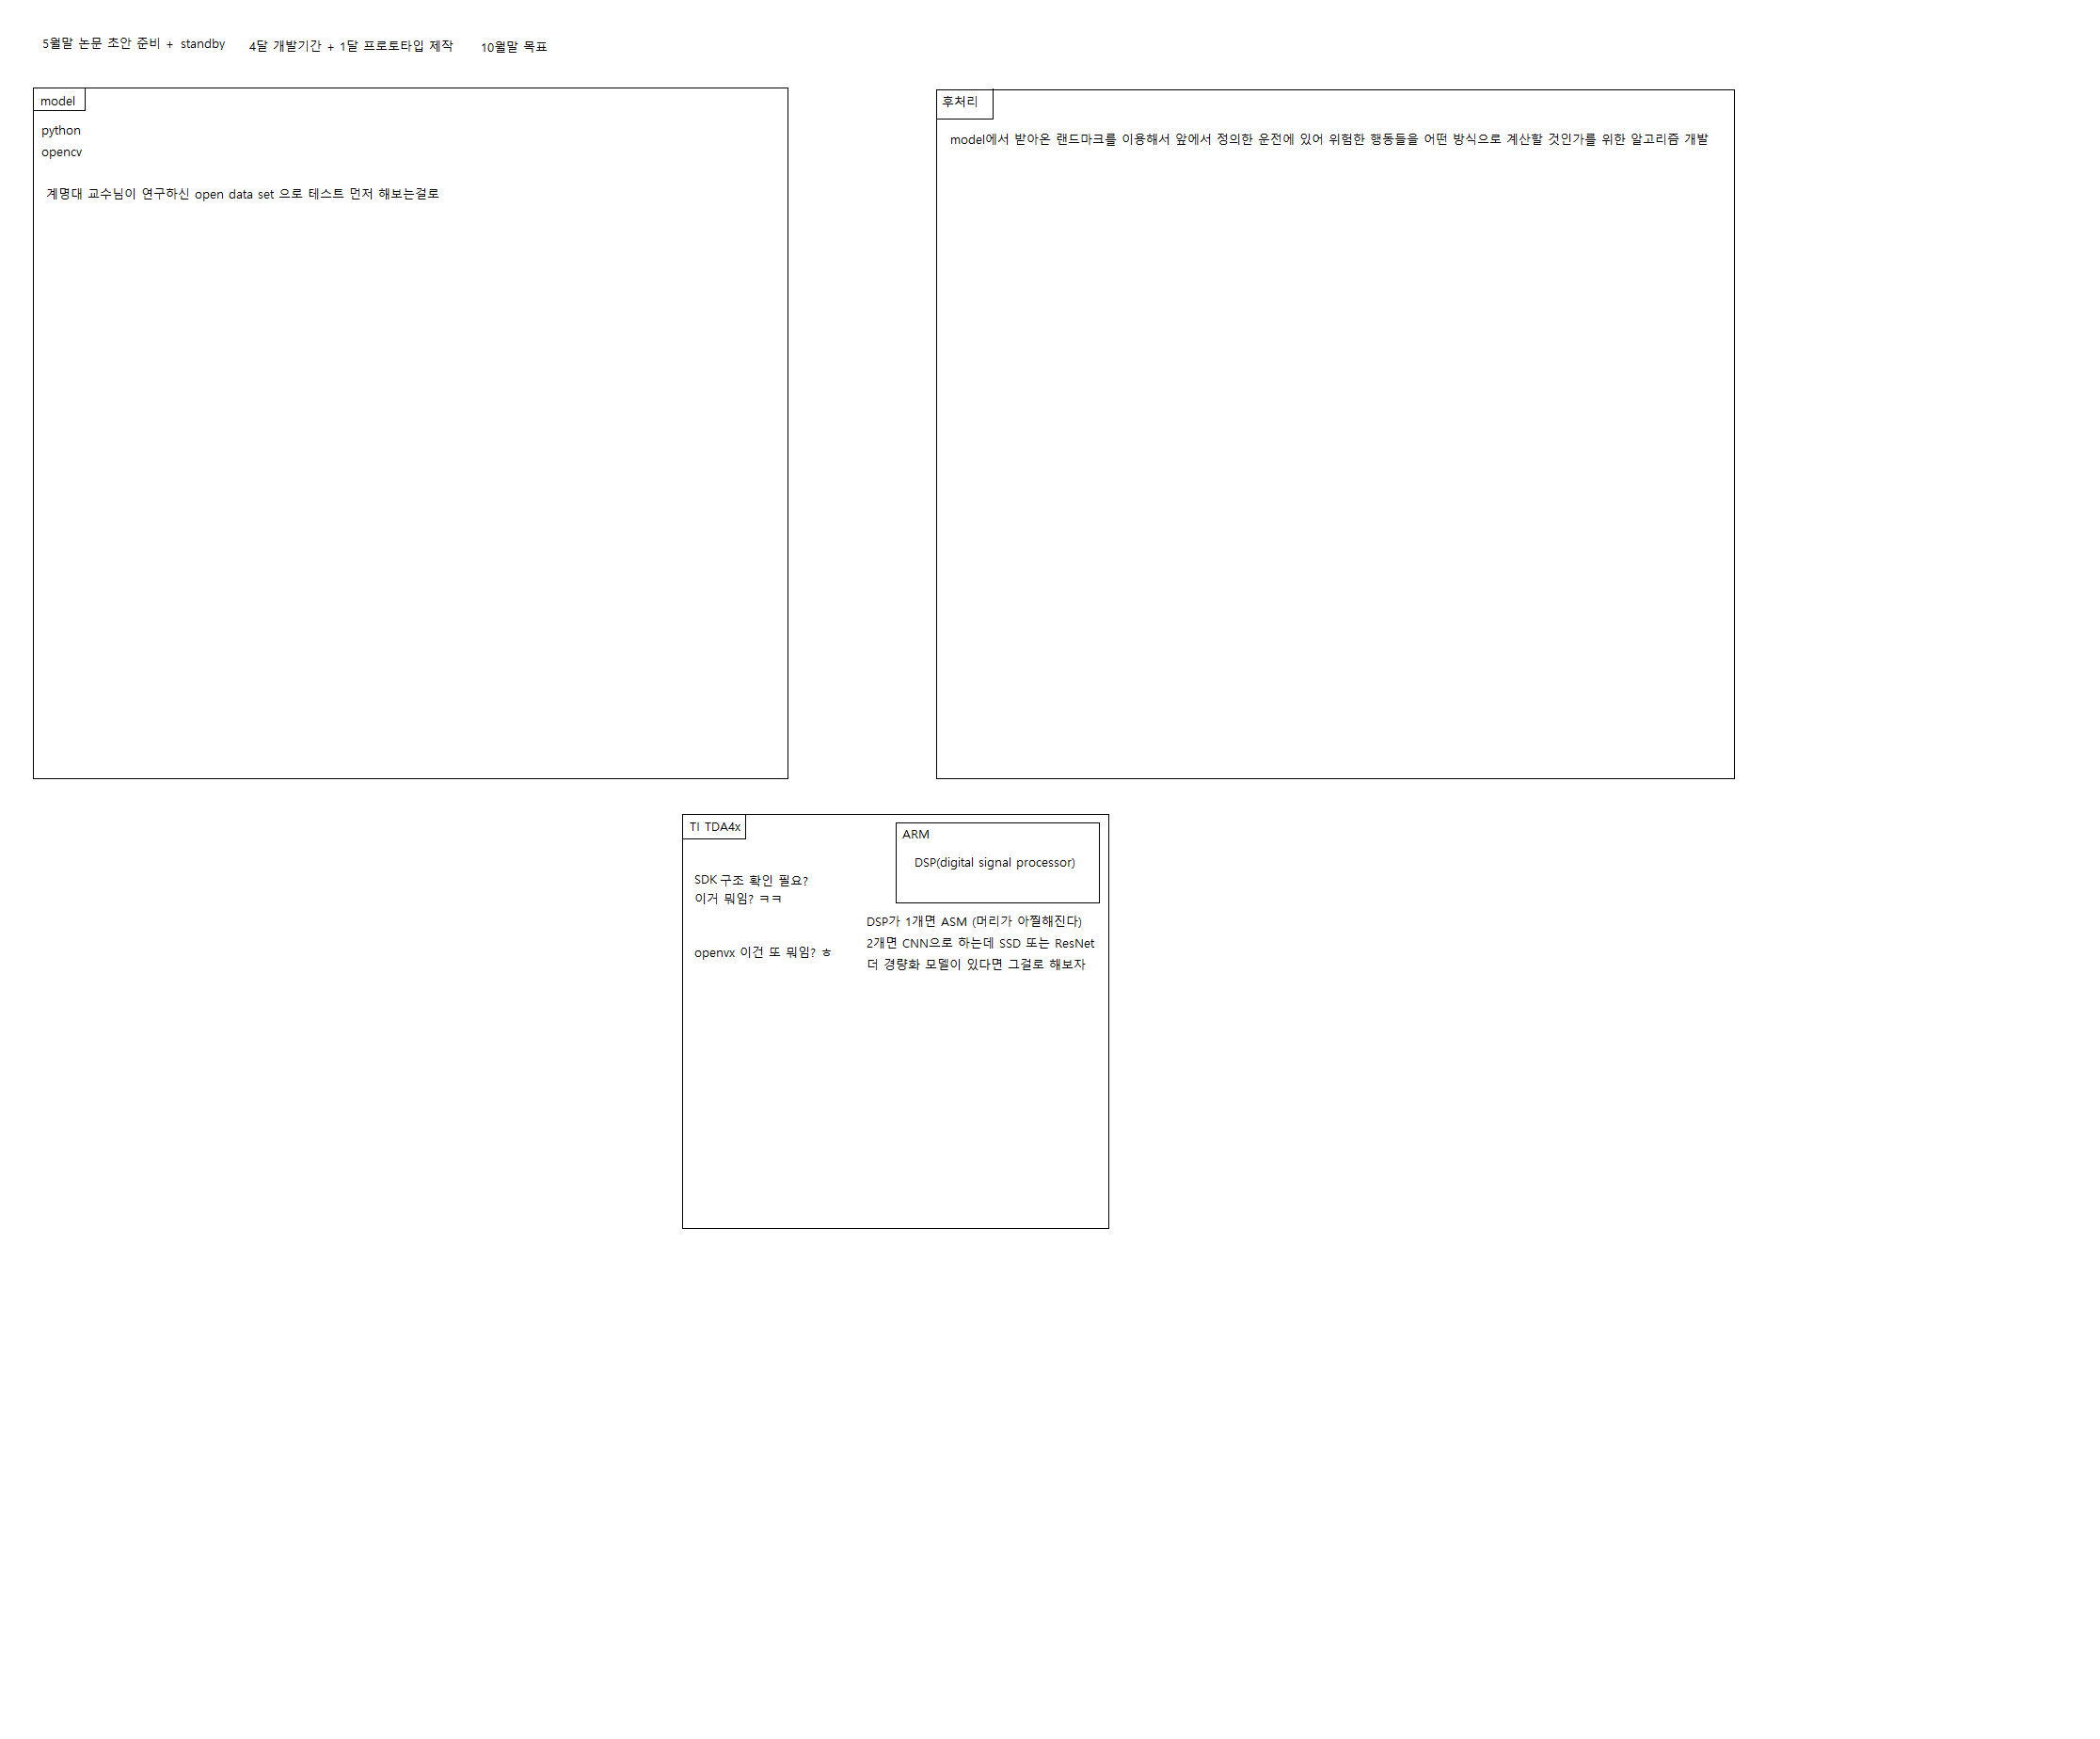 5월말 논문 초안 준비 + standby
4달 개발기간 + 1달 프로토타입 제작
10월말 목표
model
python
opencv
계명대 교수님이 연구하신 open data set 으로 테스트 먼저 해보는걸로
후처리
model에서 받아온 랜드마크를 이용해서 앞에서 정의한 운전에 있어 위험한 행동들을 어떤 방식으로 계산할 것인가를 위한 알고리즘 개발
TI TDA4x
SDK 구조 확인 필요?
이거 뭐임? ㅋㅋ
openvx 이건 또 뭐임? ㅎ
ARM
DSP(digital signal processor)
DSP가 1개면 ASM (머리가 아찔해진다)
2개면 CNN으로 하는데 SSD 또는 ResNet
더 경량화 모델이 있다면 그걸로 해보자